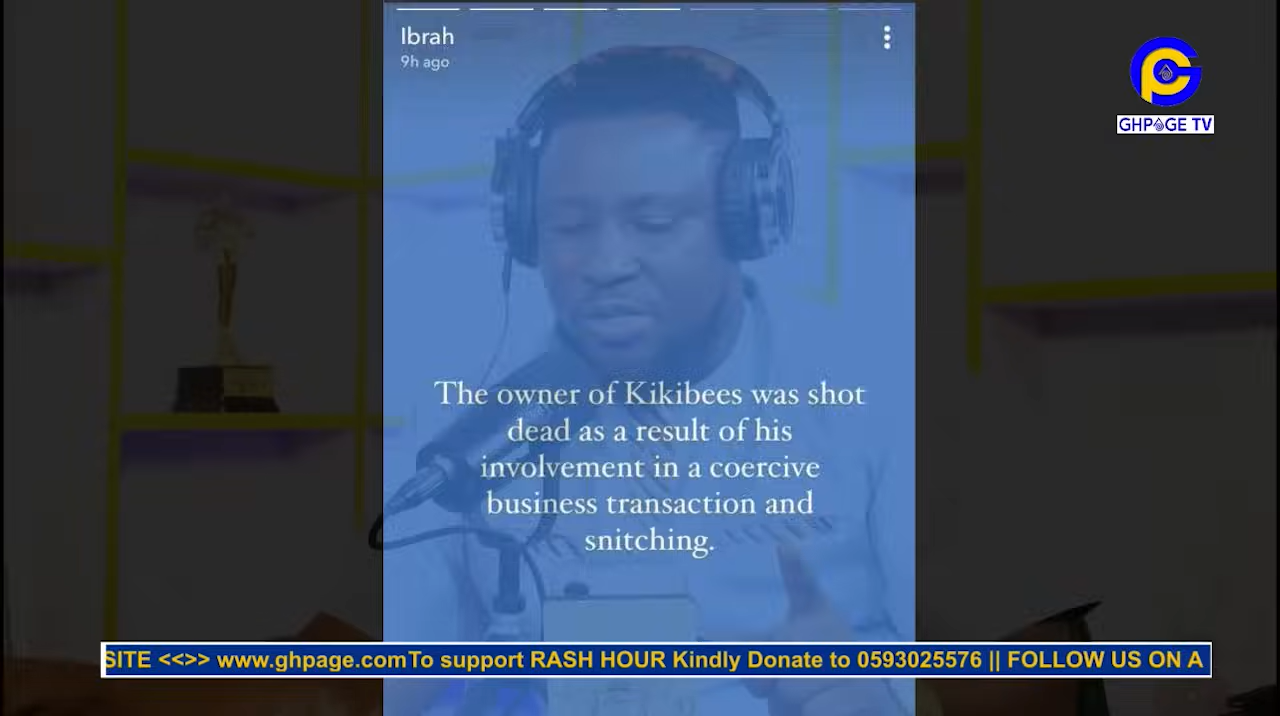 Ibrah
9h ago
GHPAGE TV
The owner of Kikibees was shot
dead as a result of his
involvement in a coercive
business transaction and
snitching.
SITE <<>> www.ghpage.comTo support RASH HOUR Kindly Donate to 0593025576 || FOLLOW US ON A